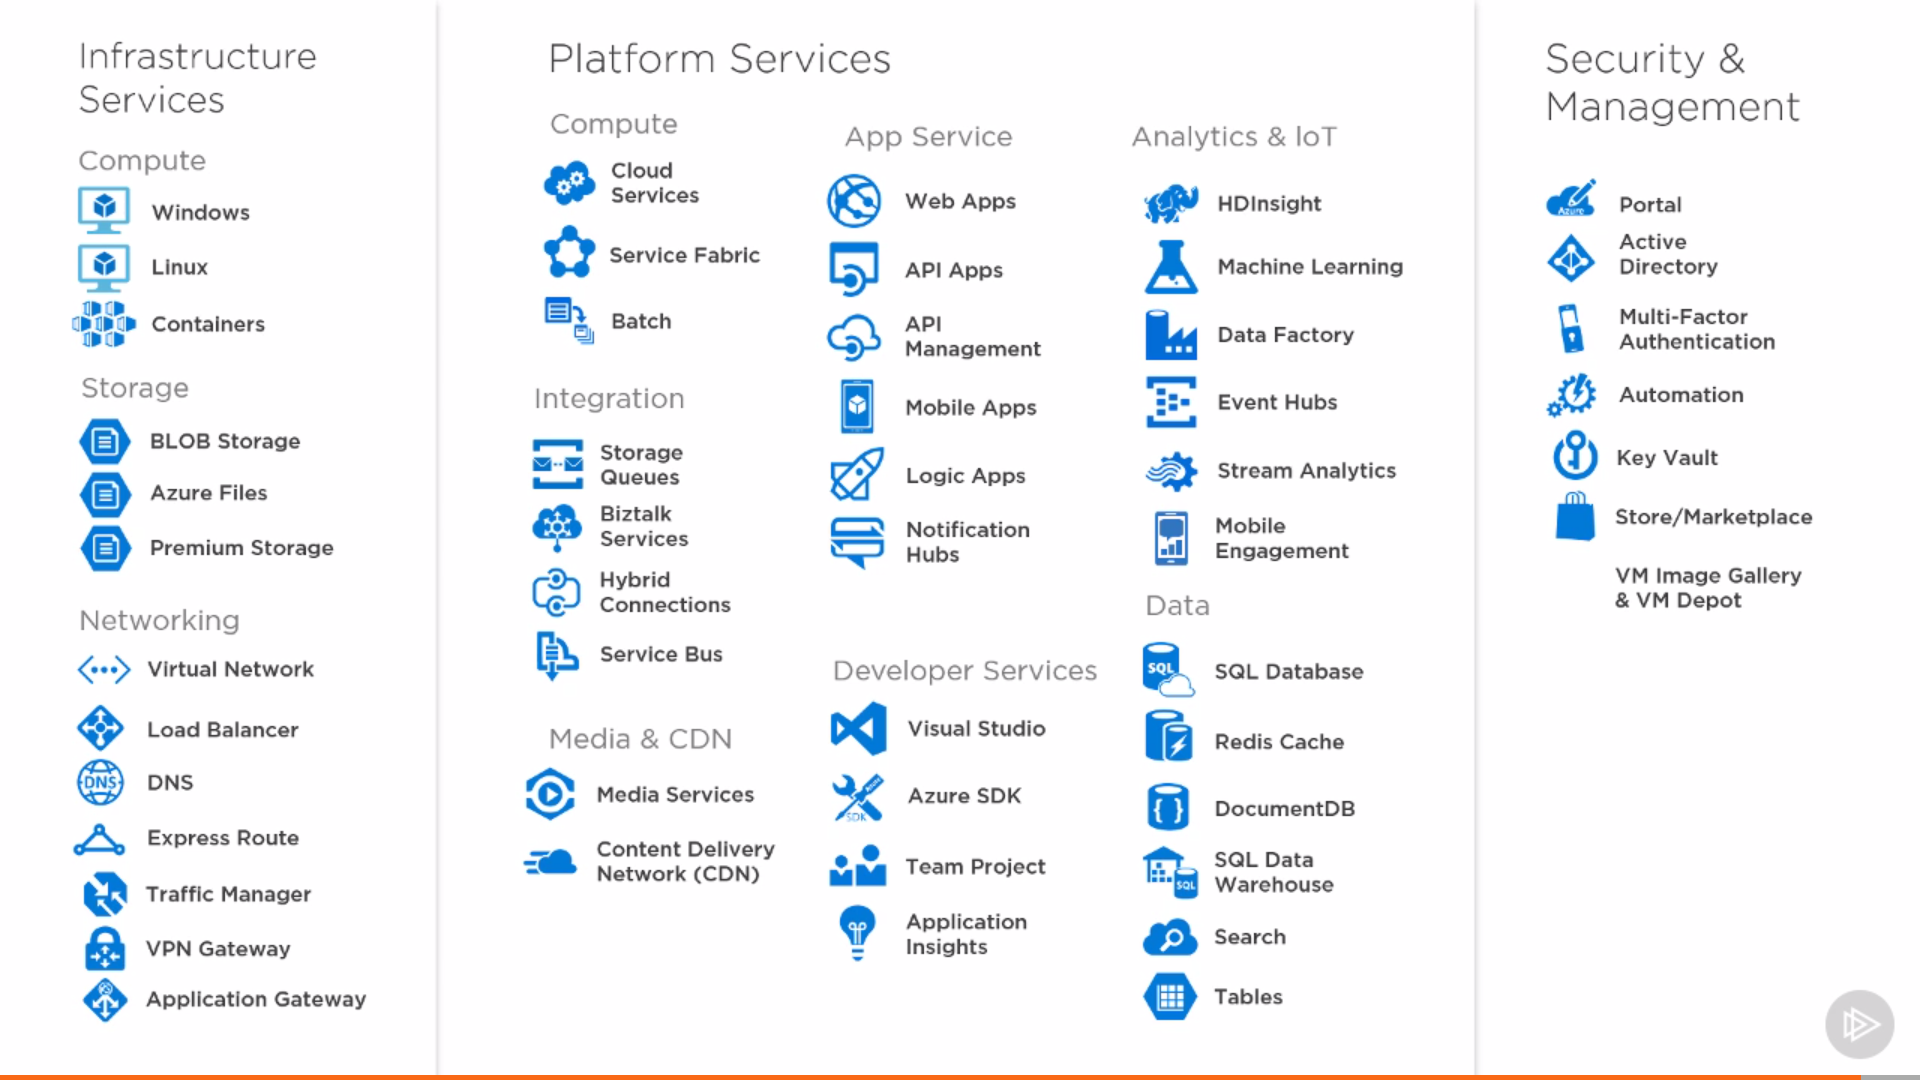 Infrastructure
Services
Compute
Windows
Linux
Containers
Storage
BLOB Storage
Azure Files
Premium Storage
Networking
Virtual Network
Load Balancer
DNS
DNS
Express Route
Traffic Manager
VPN Gateway
Application Gateway
Platform Services
Compute
Cloud
Services
Service Fabric
Batch
Integration
Storage
Queues
Biztalk
Services
Hybrid
Connections
Service Bus
Media & CDN
Media Services
Content Delivery
Network (CDN)
App Service
Web Apps
API Apps
API
Management
Mobile Apps
Logic Apps
Notification
Hubs
Developer Services
Visual Studio
Azure
SDK
Azure SDK
Team Project
Application
Insights
Analytics & IoT
HDInsight
Machine Learning
Data Factory
Event Hubs
Stream Analytics
Mobile
Engagement
Data
SQL
SQL Database
Redis Cache
DocumentDB
SQL
SQL Data
Warehouse
Search
Tables
Security &
Management
Azure
Portal
Active
Directory
Multi-Factor
Authentication
Automation
Key Vault
Store/Marketplace
VM Image Gallery
& VM Depot